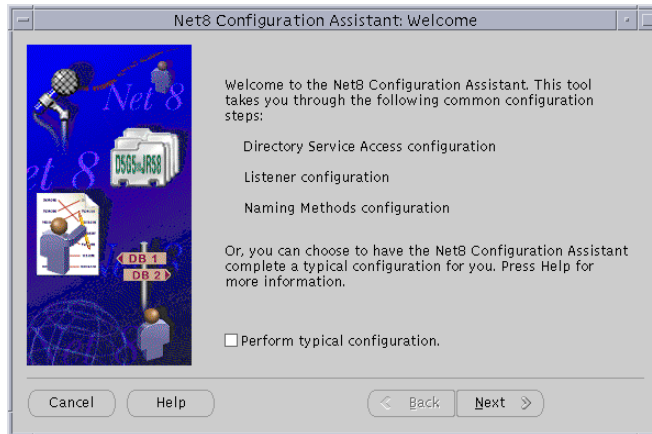 Net8 Configuration Assistant: Welcome
Net 8
Welcome to the Net8 Configuration Assistant. This tool
takes you through the following common configuration
steps:
Directory Service Access configuration
Listener configuration
Naming Methods configuration
Or, you can choose to have the Net8 Configuration Assistant
complete a typical configuration for you. Press Help for
more information.
Perform typical configuration.
et 8
DB 1
DB 2
Cancel
Help
Back
Next